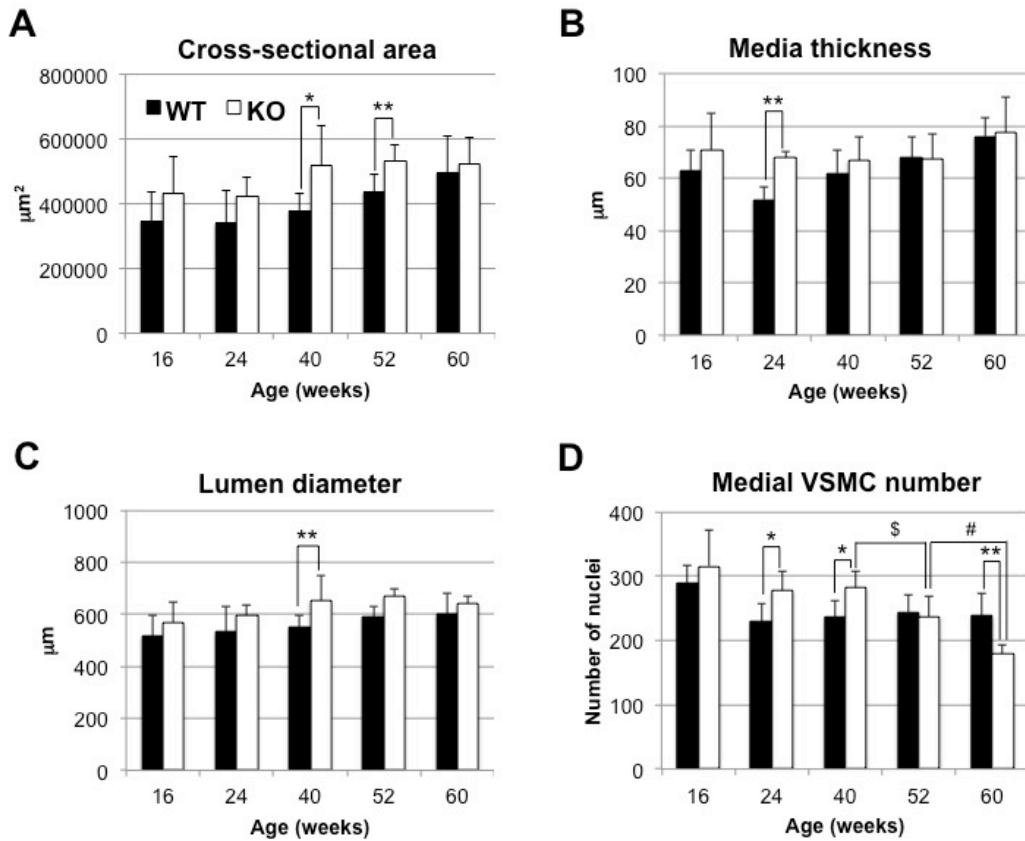 A
Cross-sectional area
800000
700000
600000
500000
400000
200000
0
μm²
WT KO
*
**
16 24 40 52 60
Age (weeks)
B
Media thickness
100
80
60
40
20
0
μm
**
16 24 40 52 60
Age (weeks)
C
Lumen diameter
1000
800
600
400
200
0
μm
**
16 24 40 52 60
Age (weeks)
D
Medial VSMC number
400
300
200
100
0
Number of nuclei
*
*
$
#
**
16 24 40 52 60
Age (weeks)